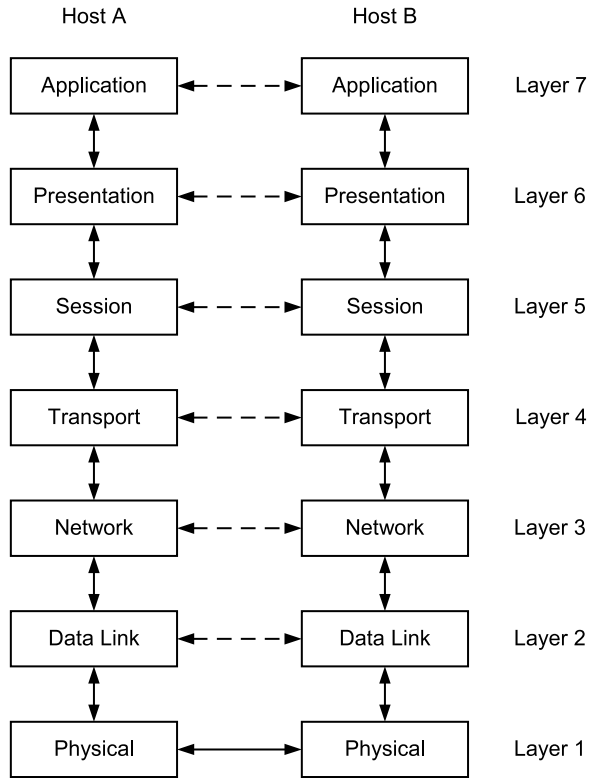 Host A Host B
Application Application Layer 7
Presentation Presentation Layer 6
Session Session Layer 5
Transport Transport Layer 4
Network Network Layer 3
Data Link Data Link Layer 2
Physical Physical Layer 1